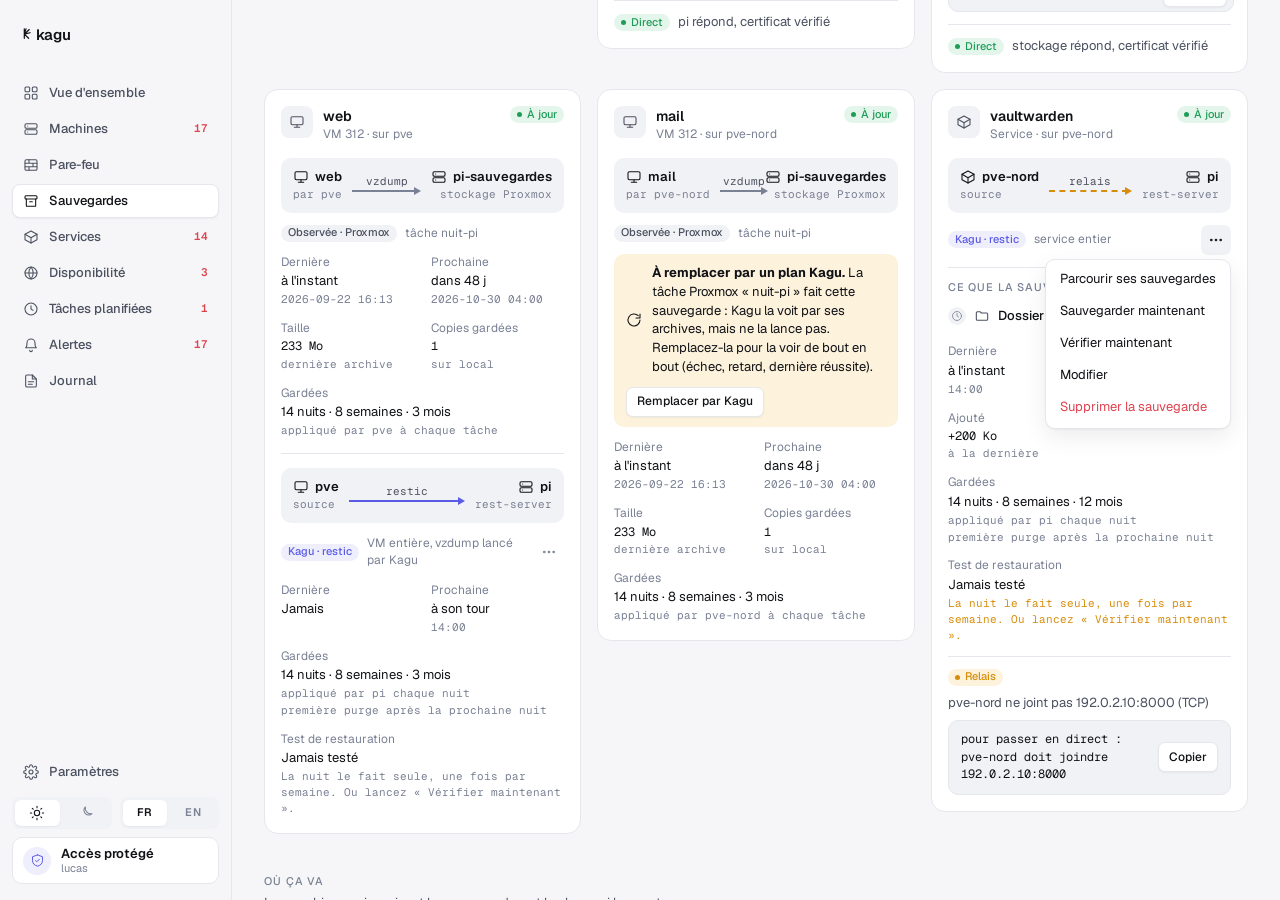 kagu
Vue d'ensemble
Machines 17
Pare-feu
Sauvegardes
Services 14
Disponibilité 3
Tâches planifiées 1
Alertes 17
Journal
Paramètres
FR EN
Accès protégé
lucas
Direct pi répond, certificat vérifié
Direct stockage répond, certificat vérifié
web À jour
VM 312 · sur pve
web vzdump pi-sauvegardes
par pve stockage Proxmox
Observée · Proxmox tâche nuit-pi
Dernière Prochaine
à l'instant dans 48 j
2026-09-22 16:13 2026-10-30 04:00
Taille Copies gardées
233 Mo 1
dernière archive sur local
Gardées
14 nuits · 8 semaines · 3 mois
appliqué par pve à chaque tâche
pve restic pi
source rest-server
Kagu · restic VM entière, vzdump lancé
par Kagu
Dernière Prochaine
Jamais à son tour
14:00
Gardées
14 nuits · 8 semaines · 3 mois
appliqué par pi chaque nuit
première purge après la prochaine nuit
Test de restauration
Jamais testé
La nuit le fait seule, une fois par
semaine. Ou lancez « Vérifier maintenant
».
mail À jour
VM 312 · sur pve-nord
mail vzdump pi-sauvegardes
par pve-nord stockage Proxmox
Observée · Proxmox tâche nuit-pi
À remplacer par un plan Kagu. La
tâche Proxmox « nuit-pi » fait cette
sauvegarde : Kagu la voit par ses
archives, mais ne la lance pas.
Remplacez-la pour la voir de bout en
bout (échec, retard, dernière réussite).
Remplacer par Kagu
Dernière Prochaine
à l'instant dans 48 j
2026-09-22 16:13 2026-10-30 04:00
Taille Copies gardées
233 Mo 1
dernière archive sur local
Gardées
14 nuits · 8 semaines · 3 mois
appliqué par pve-nord à chaque tâche
vaultwarden À jour
Service · sur pve-nord
pve-nord relais pi
source rest-server
Kagu · restic service entier
Parcourir ses sauvegardes
Sauvegarder maintenant
Vérifier maintenant
Modifier
Supprimer la sauvegarde
CE QUE LA
Dossier
Dernière
à l'instant
14:00
Ajouté
+200 Ko
à la dernière
Gardées
14 nuits · 8 semaines · 12 mois
appliqué par pi chaque nuit
première purge après la prochaine nuit
Test de restauration
Jamais testé
La nuit le fait seule, une fois par
semaine. Ou lancez « Vérifier maintenant
».
Relais
pve-nord ne joint pas 192.0.2.10:8000 (TCP)
pour passer en direct :
pve-nord doit joindre
192.0.2.10:8000
Copier
OÙ ÇA VA